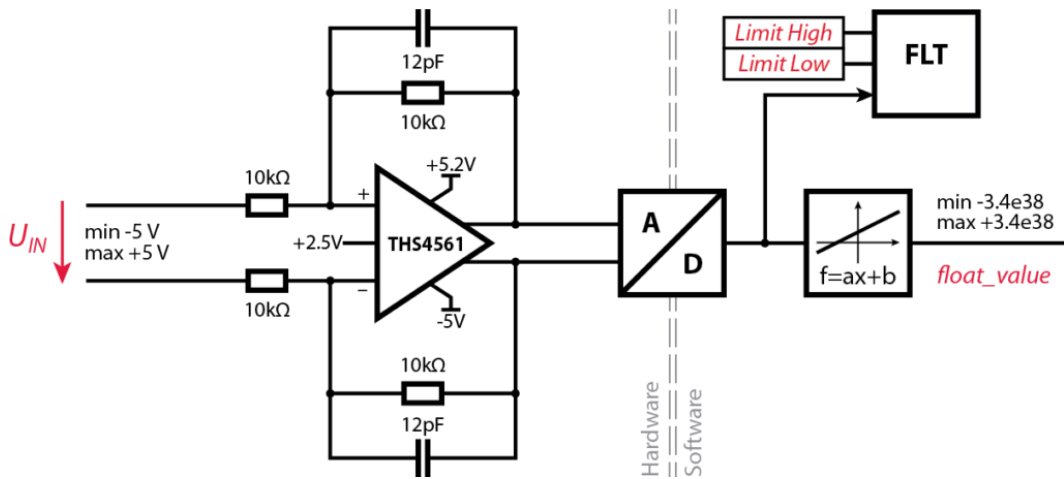 12pF
10kΩ
Limit High
Limit Low
FLT
10kΩ
+
+5.2V
U_IN
min -5 V
max +5 V
+2.5V
THS4561
A
D
f=ax+b
min -3.4e38
max +3.4e38
float_value
10kΩ
–
-5V
10kΩ
12pF
Hardware
Software